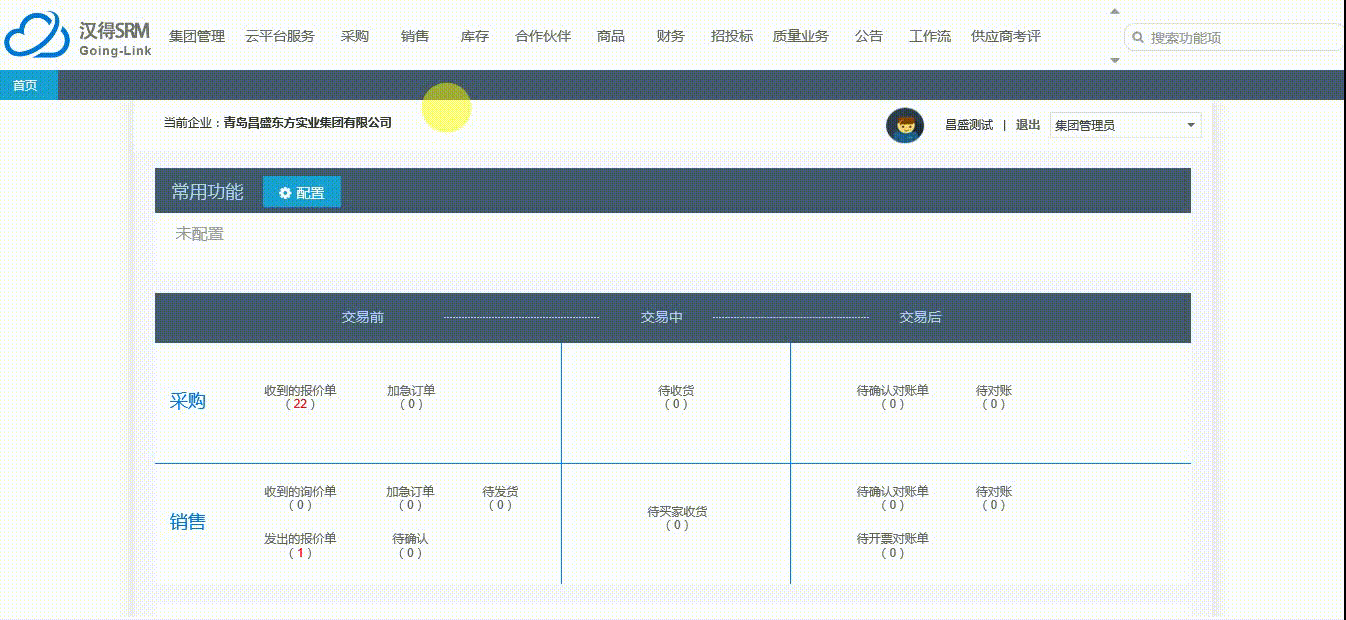 汉得SRM
Going-Link
集团管理 云平台服务 采购 销售 库存 合作伙伴 商品 财务 招投标 质量业务 公告 工作流 供应商考评
搜索功能项
首页
当前企业：青岛昌盛东方实业集团有限公司
昌盛测试 | 退出 集团管理员
常用功能 配置
未配置
交易前 交易中 交易后
采购
收到的报价单 加急订单 待收货 待确认对账单 待对账
( 22 ) ( 0 ) ( 0 ) ( 0 ) ( 0 )
销售
收到的询价单 加急订单 待发货 待买家收货 待确认对账单 待对账
( 0 ) ( 0 ) ( 0 ) ( 0 ) ( 0 ) ( 0 )
发出的报价单 待确认 待开票对账单
( 1 ) ( 0 ) ( 0 )